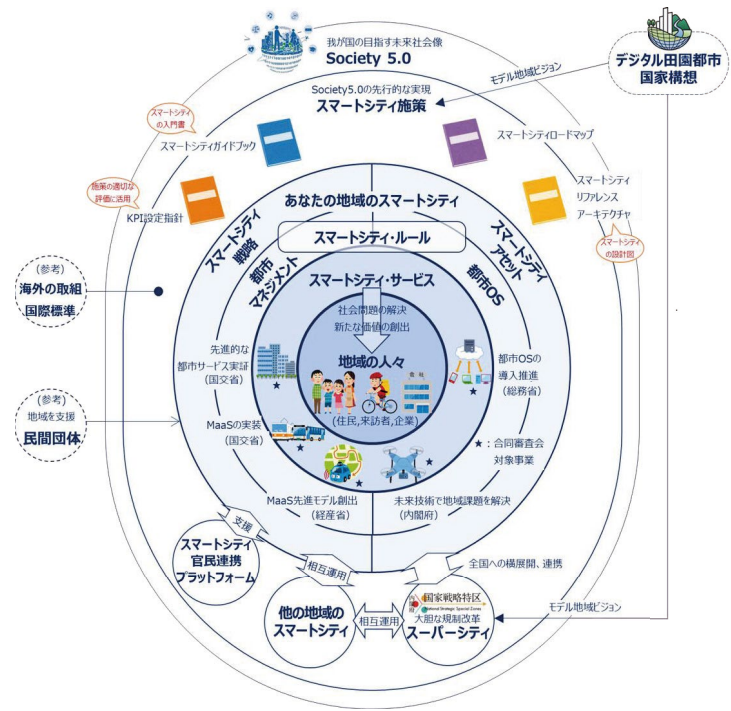 我が国の目指す未来社会像
Society 5.0
デジタル田園都市
国家構想
モデル地域ビジョン
Society5.0の先行的な実現
スマートシティ施策
スマートシティ
の入門書
スマートシティガイドブック
スマートシティロードマップ
施策の適切な
評価に活用
KPI設定指針
スマートシティ
リファレンス
アーキテクチャ
スマートシティ
の設計図
あなたの地域のスマートシティ
スマートシティ・ルール
スマートシティ
戦略
都市
マネジメント
スマートシティ
アセット
都市OS
スマートシティ・サービス
社会問題の解決
新たな価値の創出
地域の人々
(住民,来訪者,企業)
(参考)
海外の取組
国際標準
先進的な
都市サービス実証
(国交省)
★
都市OSの
導入推進
(総務省)
★
(参考)
地域を支援
民間団体
MaaSの実装
(国交省)
★
★:合同審査会
対象事業
★
★
MaaS先進モデル創出
(経産省)
未来技術で地域課題を解決
(内閣府)
支援
スマートシティ
官民連携
プラットフォーム
相互運用
全国への横展開、連携
他の地域の
スマートシティ
相互運用
内閣府
国家戦略特区
National Strategic Special Zones
大胆な規制改革
スーパーシティ
モデル地域ビジョン